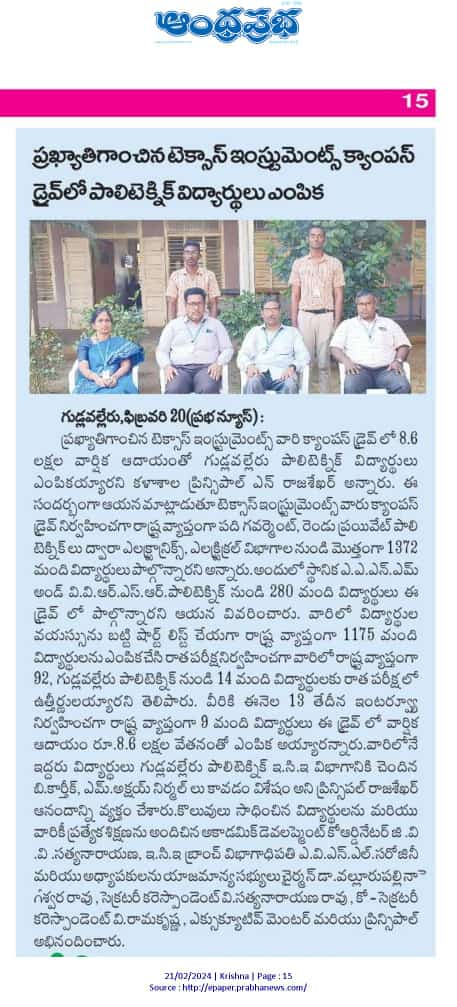 ఆంధ్రప్రభ
15
ప్రఖ్యాతిగాంచిన టెక్సాస్ ఇంస్ట్రుమెంట్స్ క్యాంపస్
డ్రైవ్‌లో పాలిటెక్నిక్ విద్యార్థులు ఎంపిక
గుడ్లవల్లేరు,ఫిబ్రవరి 20(ప్రభ న్యూస్) :
ప్రఖ్యాతిగాంచిన టెక్సాస్ ఇంస్ట్రుమెంట్స్ వారి క్యాంపస్ డ్రైవ్ లో 8.6
లక్షల వార్షిక ఆదాయంతో గుడ్లవల్లేరు పాలిటెక్నిక్ విద్యార్థులు
ఎంపికయ్యారని కళాశాల ప్రిన్సిపాల్ ఎన్ రాజశేఖర్ అన్నారు. ఈ
సందర్భంగా ఆయన మాట్లాడుతూ టెక్సాస్ ఇంస్ట్రుమెంట్స్ వారు క్యాంపస్
డ్రైవ్ నిర్వహించగా రాష్ట్రవ్యాప్తంగా పది గవర్మెంట్, రెండు ప్రయివేట్ పాలి
టెక్నిక్ లు ద్వారా ఎలక్ట్రానిక్స్, ఎలక్ట్రికల్ విభాగాల నుండి మొత్తంగా 1372
మంది విద్యార్థులు పాల్గొన్నారని అన్నారు.అందులో స్థానిక ఎ.ఎ.ఎన్.ఎమ్
అండ్ వి.వి.ఆర్.ఎస్.ఆర్.పాలిటెక్నిక్ నుండి 280 మంది విద్యార్థులు ఈ
డ్రైవ్ లో పాల్గొన్నారని ఆయన వివరించారు. వారిలో విద్యార్థుల
వయస్సును బట్టి షార్ట్ లిస్ట్ చేయగా రాష్ట్ర వ్యాప్తంగా 1175 మంది
విద్యార్థులను ఎంపికచేసి రాత పరీక్ష నిర్వహించగా వారిలో రాష్ట్రవ్యాప్తంగా
92, గుడ్లవల్లేరు పాలిటెక్నిక్ నుండి 14 మంది విద్యార్థులకు రాత పరీక్ష లో
ఉత్తీర్ణులయ్యారని తెలిపారు. వీరికి ఈనెల 13 తేదీన ఇంటర్వ్యూ
నిర్వహించగా రాష్ట్ర వ్యాప్తంగా 9 మంది విద్యార్థులు ఈ డ్రైవ్ లో వార్షిక
ఆదాయం రూ.8.6 లక్షల వేతనంతో ఎంపిక అయ్యారన్నారు.వారిలోనే
ఇద్దరు విద్యార్థులు గుడ్లవల్లేరు పాలిటెక్నిక్ ఇ.సి.ఇ విభాగానికి చెందిన
బి.కార్తీక్, ఎమ్.అక్షయ్ నిర్మల్ లు కావడం విశేషం అని ప్రిన్సిపల్ రాజశేఖర్
ఆనందాన్ని వ్యక్తం చేశారు.కొలువులు సాధించిన విద్యార్థులను మరియు
వారికీ ప్రత్యేక శిక్షణను అందించిన అకాడమిక్ డెవలప్మెంట్ కోఆర్డినేటర్ జి .వి
.వి .సత్యనారాయణ, ఇ.సి.ఇ బ్రాంచ్ విభాగాధిపతి ఎ.వి.ఎన్.ఎల్.సరోజినీ
మరియు అధ్యాపకులను యాజమాన్య సభ్యులు చైర్మన్ డా.వల్లూరుపల్లి నా
గేశ్వర రావు , సెక్రటరీ కరెస్పాండెంట్ వి.సత్యనారాయణ రావు , కో - సెక్రటరీ
కరెస్పాండెంట్ వి.రామకృష్ణ , ఎక్సుక్యూటివ్ మెంటర్ మరియు ప్రిన్సిపాల్
అభినందించారు.
21/02/2024 | Krishna | Page : 15
Source : http://epaper.prabhanews.com/